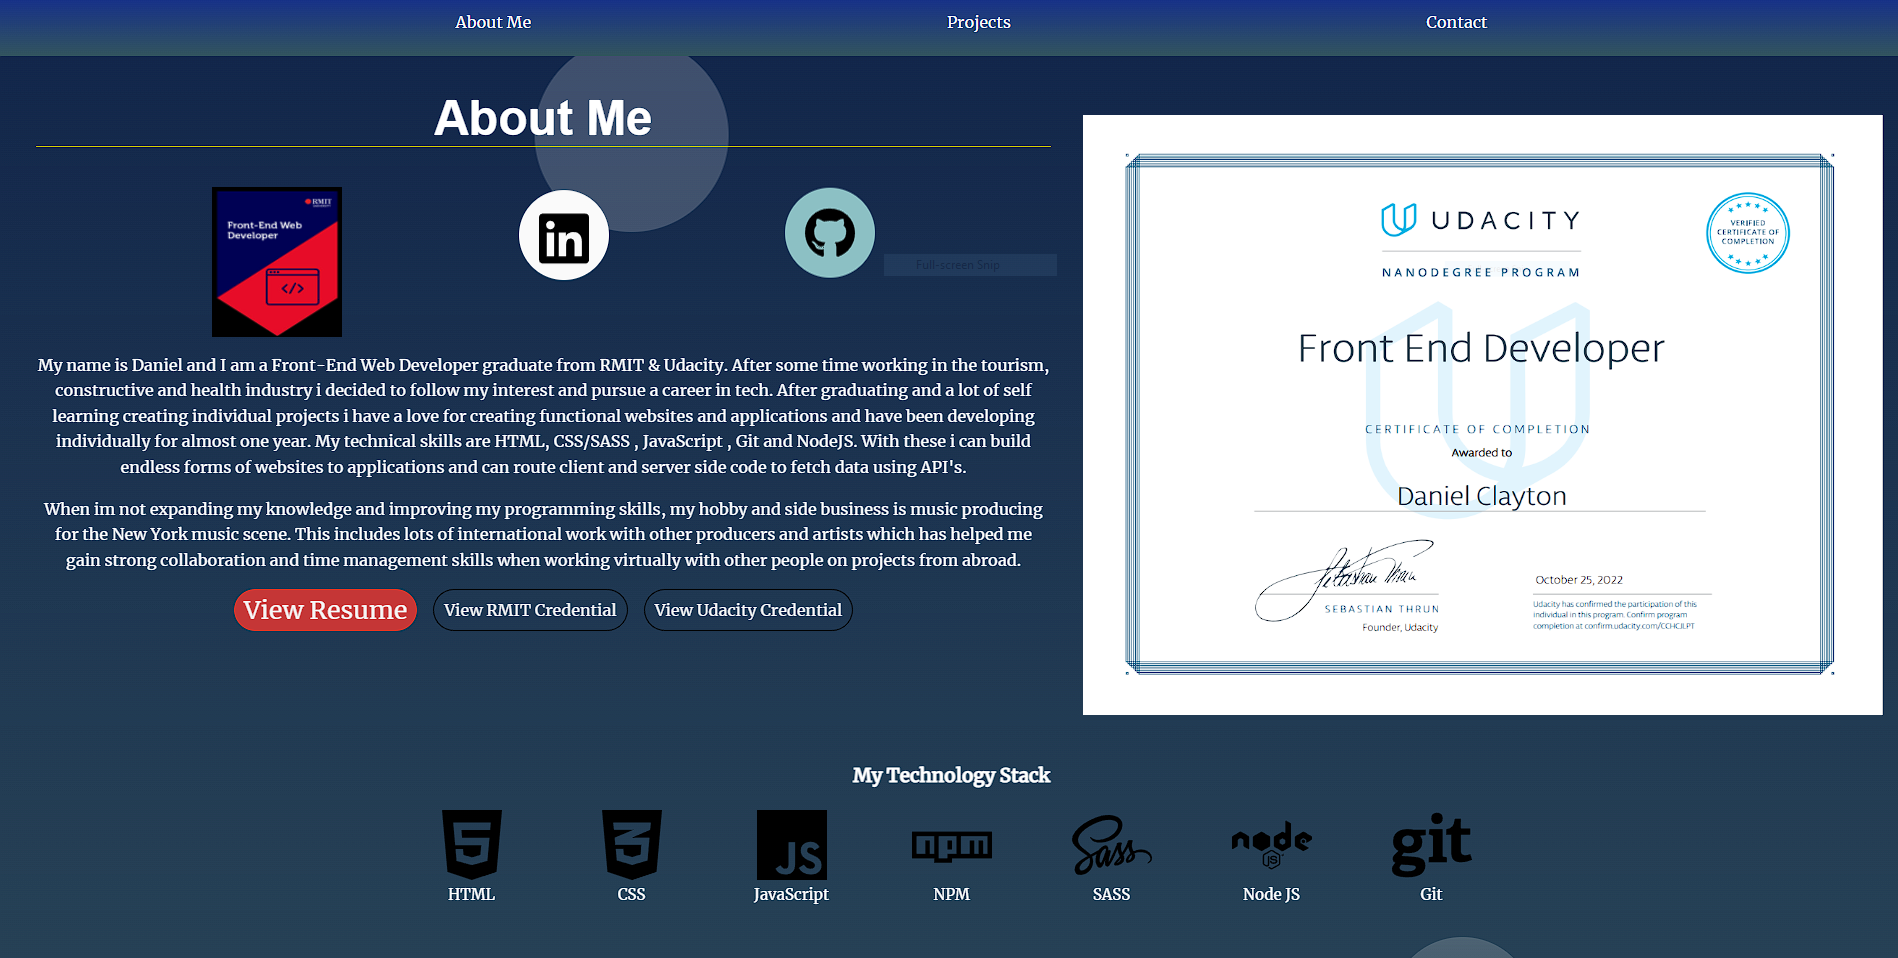 About Me
Projects
Contact
About Me
RMIT
UNIVERSITY
Front-End Web
Developer
</>
in
Full-screen Snip
My name is Daniel and I am a Front-End Web Developer graduate from RMIT & Udacity. After some time working in the tourism,
constructive and health industry i decided to follow my interest and pursue a career in tech. After graduating and a lot of self
learning creating individual projects i have a love for creating functional websites and applications and have been developing
individually for almost one year. My technical skills are HTML, CSS/SASS , JavaScript , Git and NodeJS. With these i can build
endless forms of websites to applications and can route client and server side code to fetch data using API's.
When im not expanding my knowledge and improving my programming skills, my hobby and side business is music producing
for the New York music scene. This includes lots of international work with other producers and artists which has helped me
gain strong collaboration and time management skills when working virtually with other people on projects from abroad.
View Resume
View RMIT Credential
View Udacity Credential
UDACITY
NANODEGREE PROGRAM
VERIFIED
CERTIFICATE OF
COMPLETION
Front End Developer
CERTIFICATE OF COMPLETION
Awarded to
Daniel Clayton
Sebastian Thrun
SEBASTIAN THRUN
Founder, Udacity
October 25, 2022
Udacity has confirmed the participation of this
individual in this program. Confirm program
completion at confirm.udacity.com/CCHCJLPT
My Technology Stack
5
3
JS
npm
Sass
node
JS
git
HTML
CSS
JavaScript
NPM
SASS
Node JS
Git